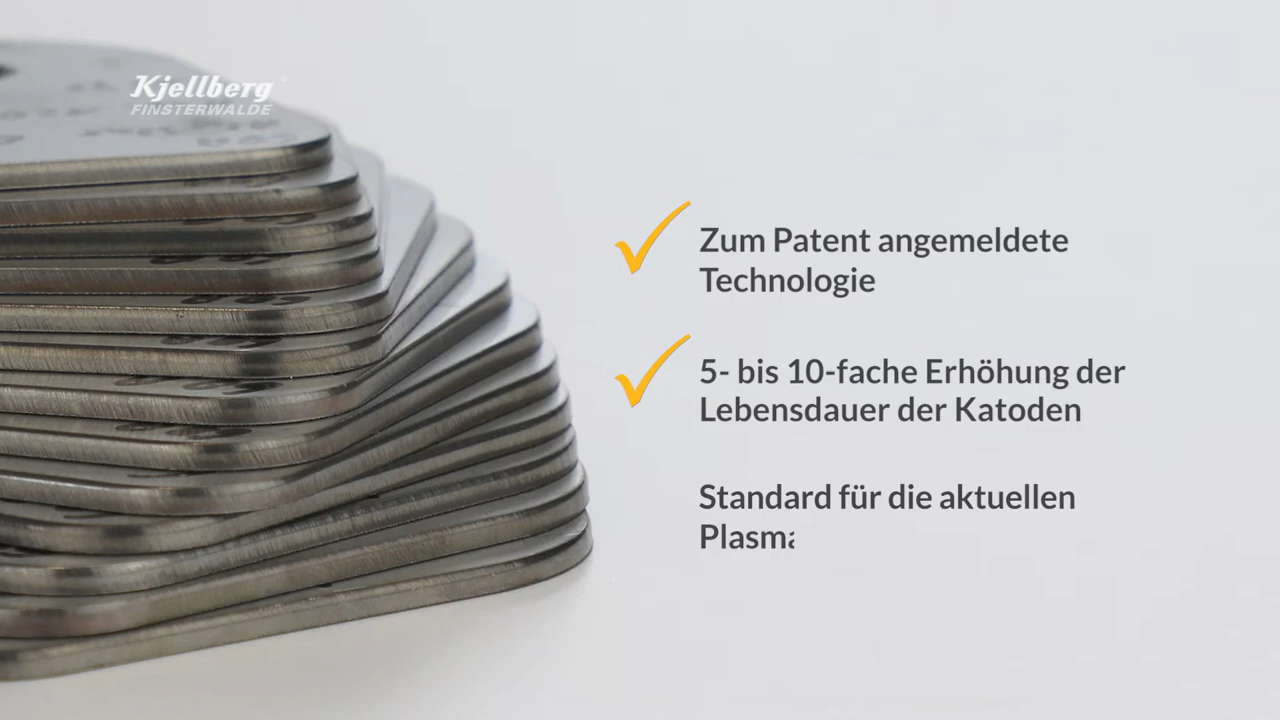 Kjellberg
FINSTERWALDE
Zum Patent angemeldete
Technologie
5- bis 10-fache Erhöhung der
Lebensdauer der Katoden
Standard für die aktuellen